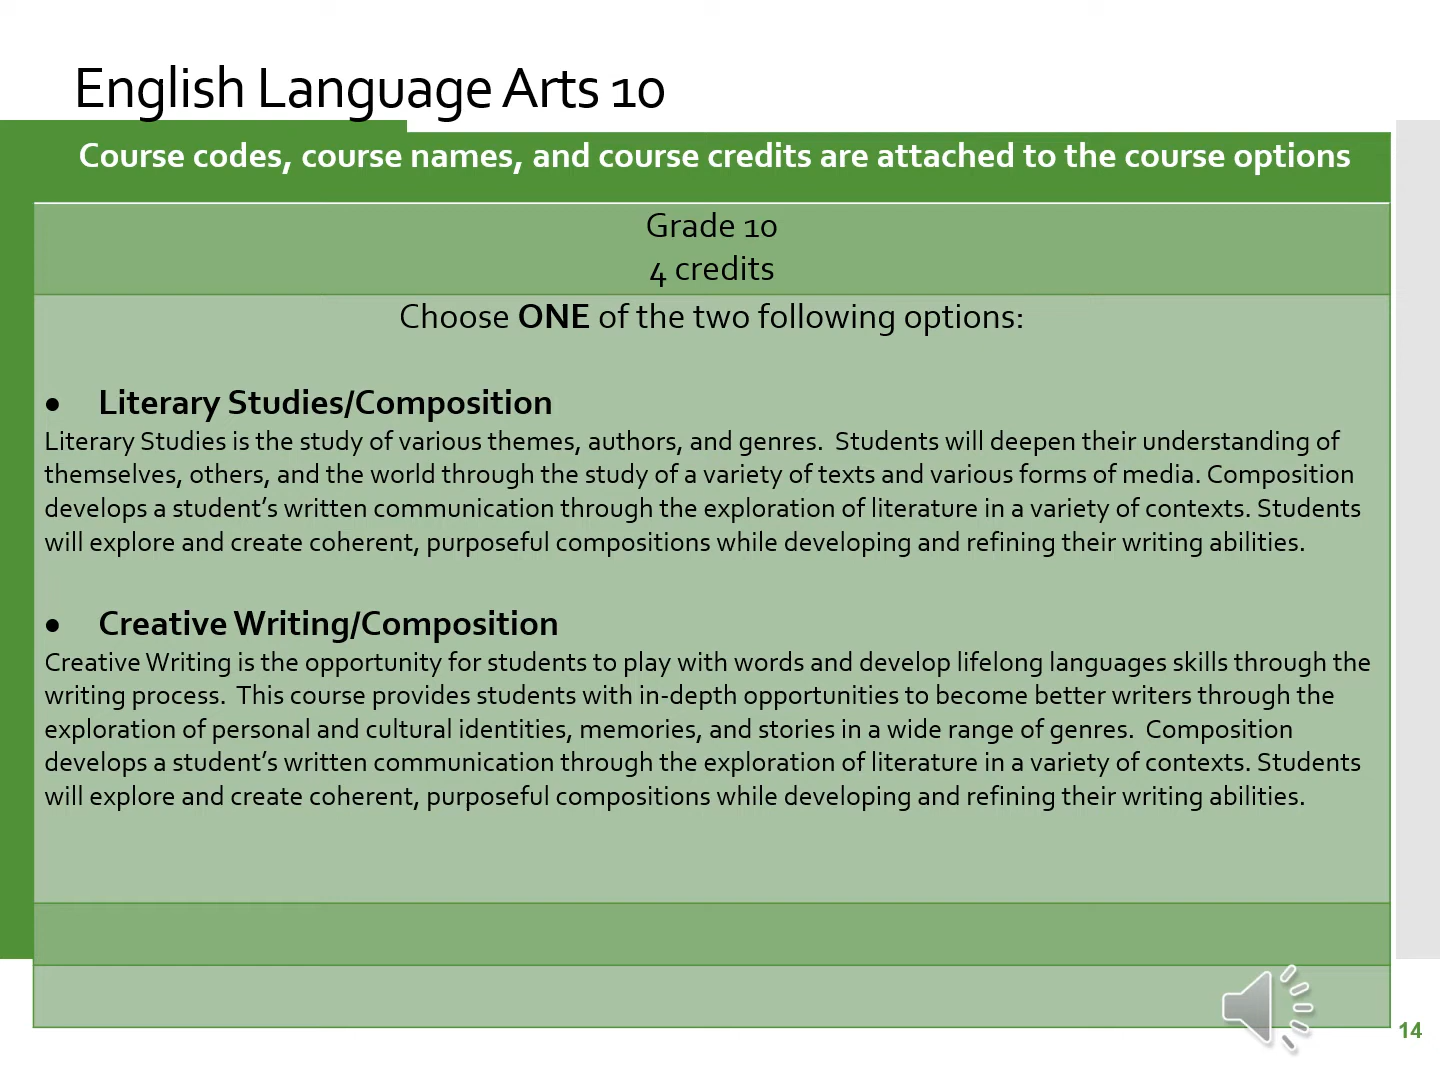 English Language Arts 10
Course codes, course names, and course credits are attached to the course options
Grade 10
4 credits
Choose ONE of the two following options:
• Literary Studies/Composition
Literary Studies is the study of various themes, authors, and genres.  Students will deepen their understanding of
themselves, others, and the world through the study of a variety of texts and various forms of media. Composition
develops a student’s written communication through the exploration of literature in a variety of contexts. Students
will explore and create coherent, purposeful compositions while developing and refining their writing abilities.
• Creative Writing/Composition
Creative Writing is the opportunity for students to play with words and develop lifelong languages skills through the
writing process.  This course provides students with in-depth opportunities to become better writers through the
exploration of personal and cultural identities, memories, and stories in a wide range of genres.  Composition
develops a student’s written communication through the exploration of literature in a variety of contexts. Students
will explore and create coherent, purposeful compositions while developing and refining their writing abilities.
14